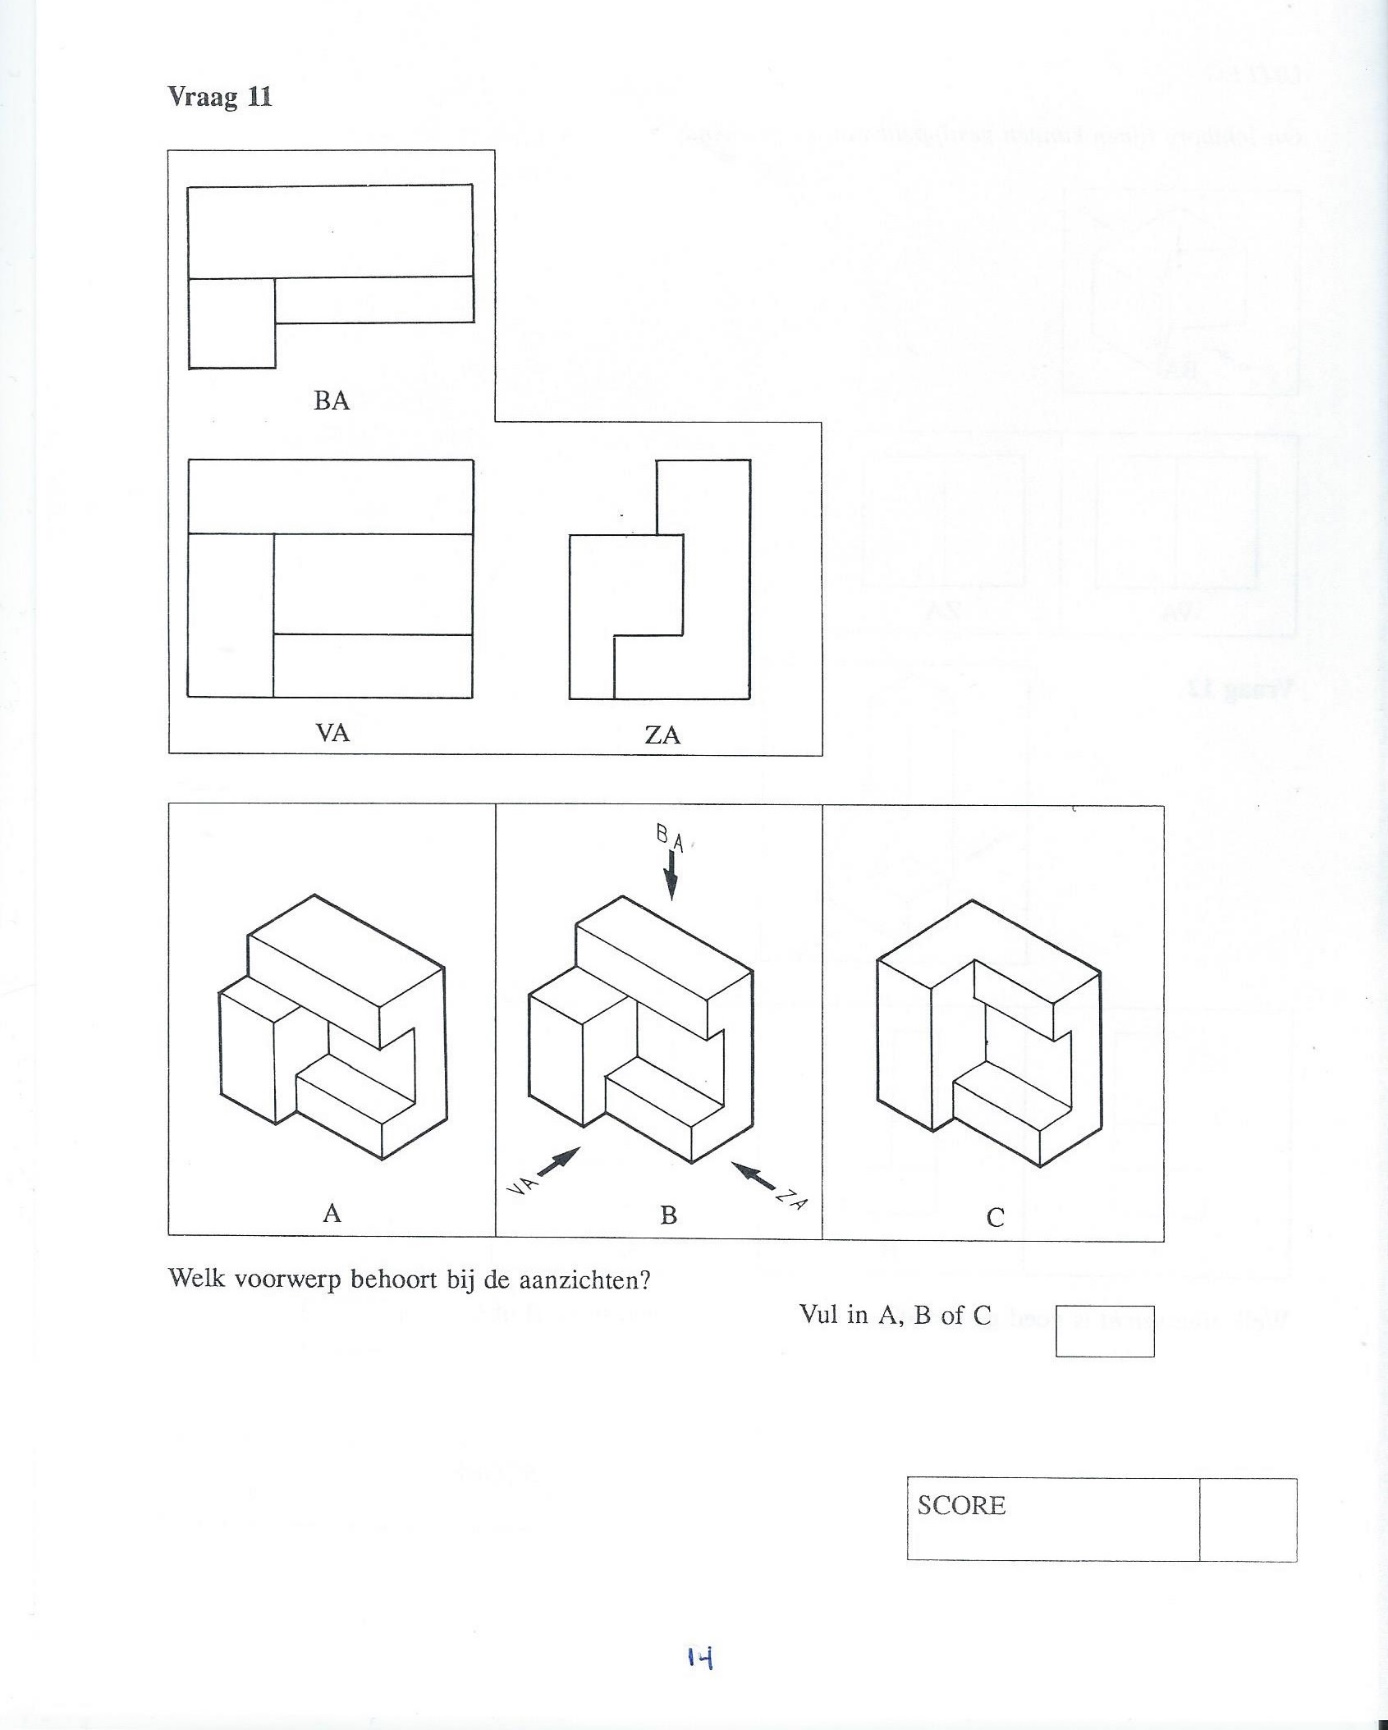 Vraag 11
BA
VA
ZA
BA
VA
ZA
A
B
C
Welk voorwerp behoort bij de aanzichten?
Vul in A, B of C
SCORE
14